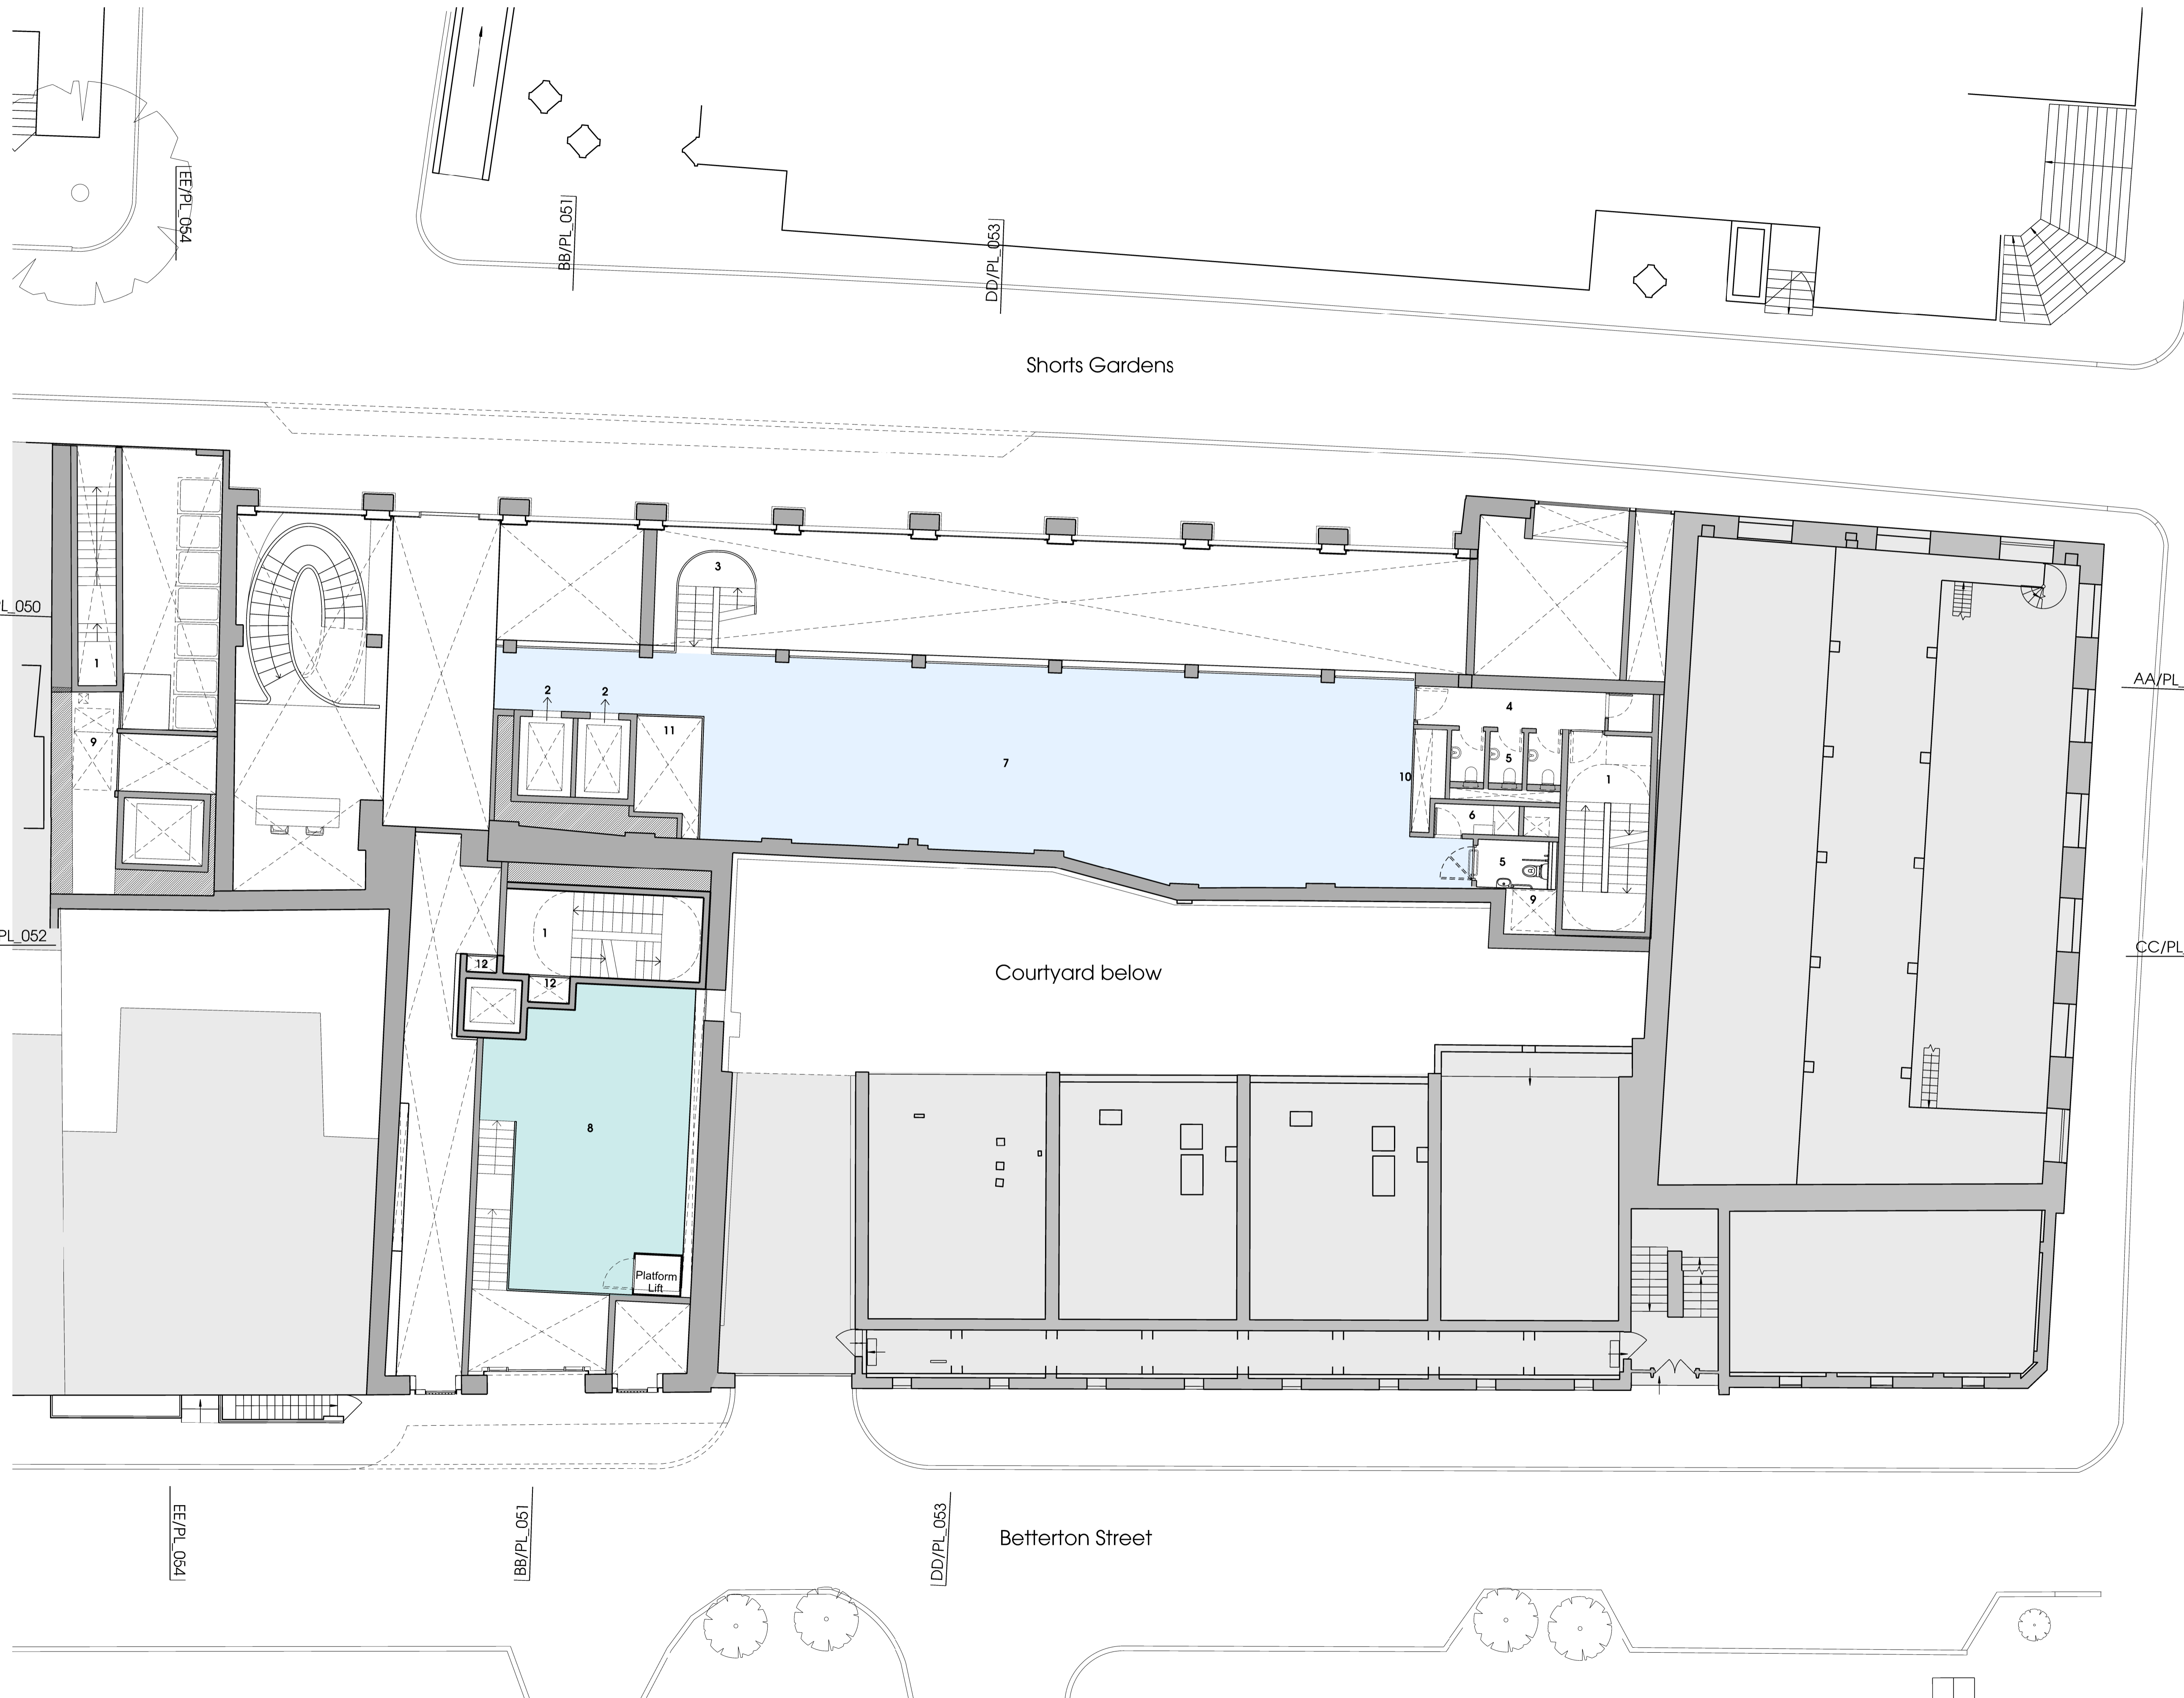 EE/PL_054
BB/PL_051
DD/PL_053
Shorts Gardens
3
PL_050
1
2
2
4
AA/PL_
11
9
5
7
10
1
6
5
9
1
PL_052
CC/PL_
12
Courtyard below
12
8
Platform
Lift
EE/PL_054
BB/PL_051
DD/PL_053
Betterton Street